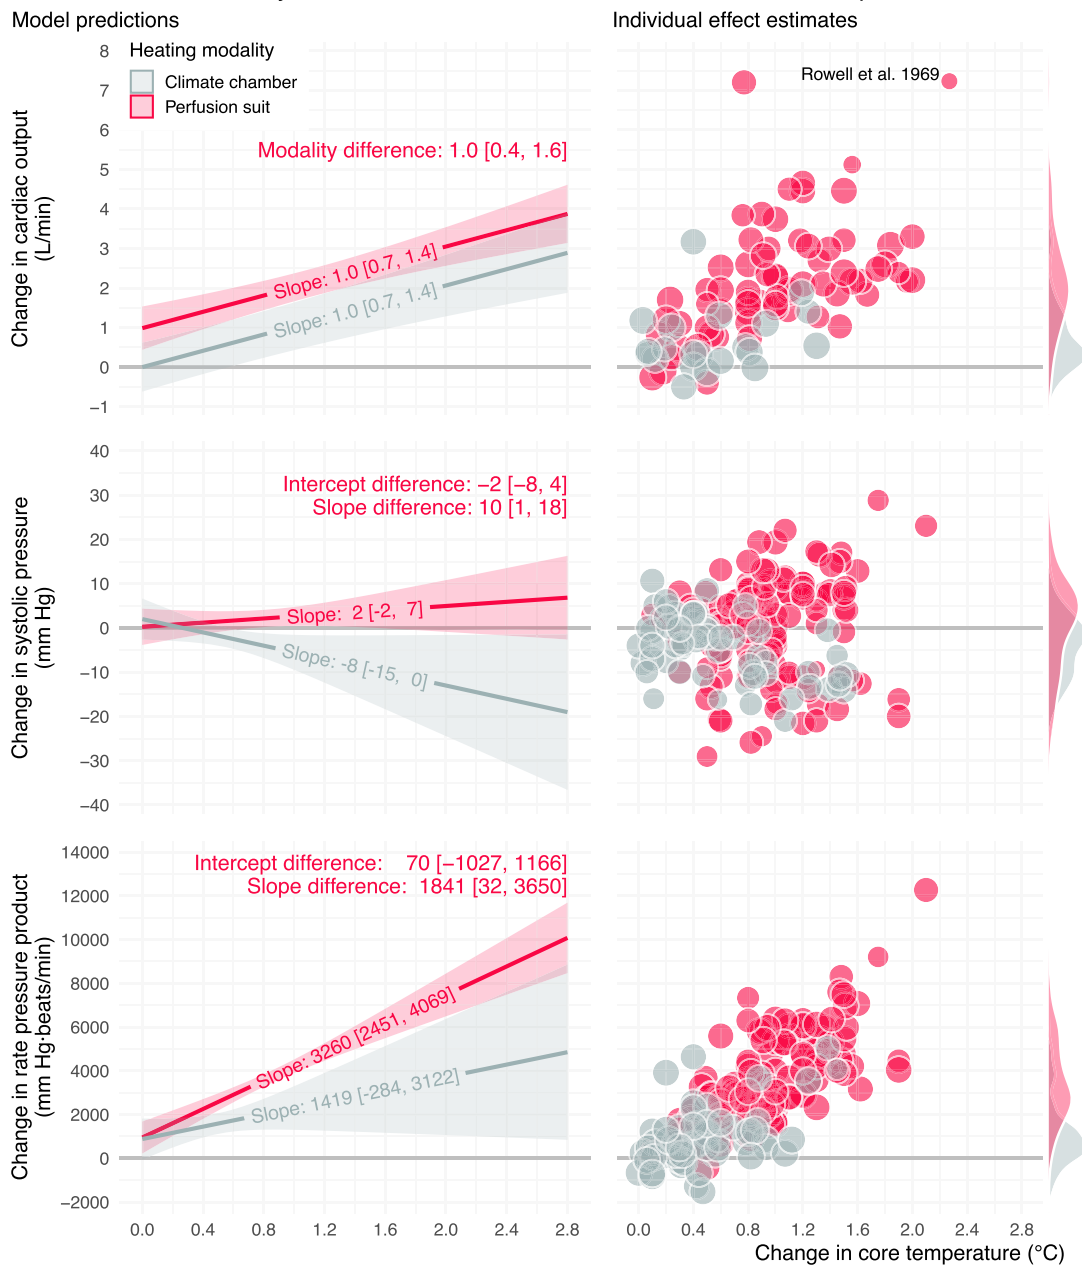 Model predictions
Individual effect estimates
Heating modality
Climate chamber
Perfusion suit
Change in cardiac output
(L/min)
8
7
6
5
4
3
2
1
0
−1
Modality difference: 1.0 [0.4, 1.6]
Slope: 1.0 [0.7, 1.4]
Slope: 1.0 [0.7, 1.4]
Rowell et al. 1969
Change in systolic pressure
(mm Hg)
40
30
20
10
0
−10
−20
−30
−40
Intercept difference: −2 [−8, 4]
Slope difference: 10 [1, 18]
Slope:  2 [-2,  7]
Slope: -8 [-15,  0]
Change in rate pressure product
(mm Hg·beats/min)
14000
12000
10000
8000
6000
4000
2000
0
−2000
Intercept difference:    70 [−1027, 1166]
Slope difference:  1841 [32, 3650]
Slope: 3260 [2451, 4069]
Slope: 1419 [-284, 3122]
0.0 0.4 0.8 1.2 1.6 2.0 2.4 2.8
0.0 0.4 0.8 1.2 1.6 2.0 2.4 2.8
Change in core temperature (°C)